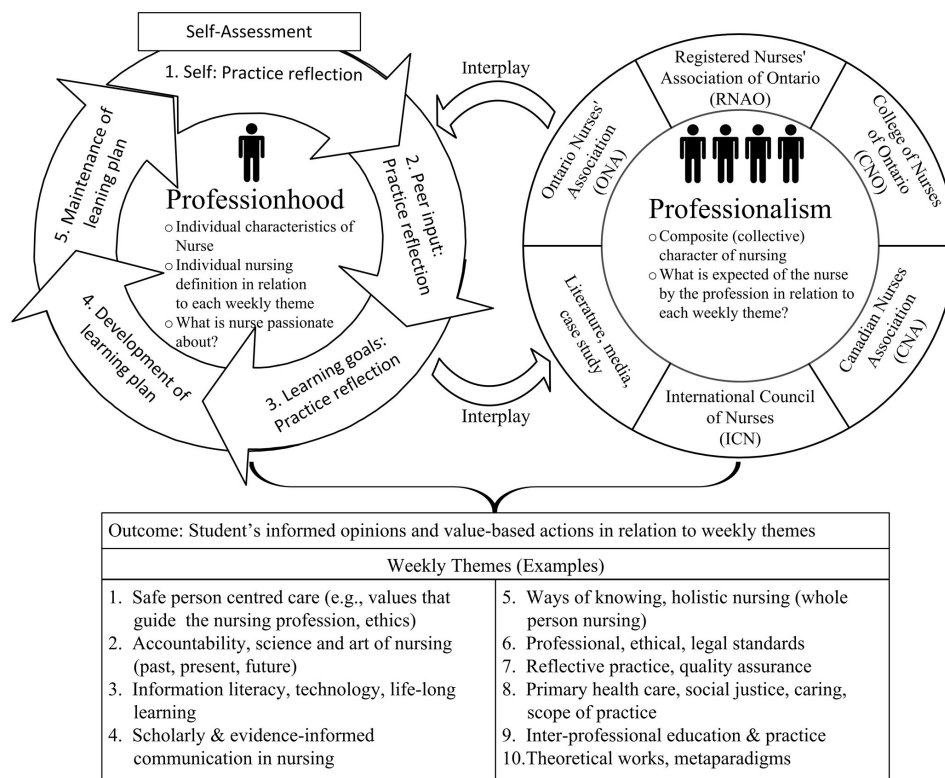 Self-Assessment
1. Self: Practice reflection
2. Peer input:
Practice reflection
3. Learning goals:
Practice reflection
4. Development of
learning plan
5. Maintenance of
leaning plan
Professionhood
○ Individual characteristics of
Nurse
○ Individual nursing
definition in relation
to each weekly theme
○ What is nurse passionate
about?
Interplay
Interplay
Registered Nurses'
Association of Ontario
(RNAO)
College of Nurses
of Ontario
(CNO)
Canadian Nurses
Association
(CNA)
International Council
of Nurses
(ICN)
Literature, media,
case study
Ontario Nurses'
Association
(ONA)
Professionalism
○ Composite (collective)
character of nursing
○ What is expected of the nurse
by the profession in relation to
each weekly theme?
Outcome: Student’s informed opinions and value-based actions in relation to weekly themes
Weekly Themes (Examples)
1. Safe person centred care (e.g., values that
guide the nursing profession, ethics)
2. Accountability, science and art of nursing
(past, present, future)
3. Information literacy, technology, life-long
learning
4. Scholarly & evidence-informed
communication in nursing
5. Ways of knowing, holistic nursing (whole
person nursing)
6. Professional, ethical, legal standards
7. Reflective practice, quality assurance
8. Primary health care, social justice, caring,
scope of practice
9. Inter-professional education & practice
10.Theoretical works, metaparadigms